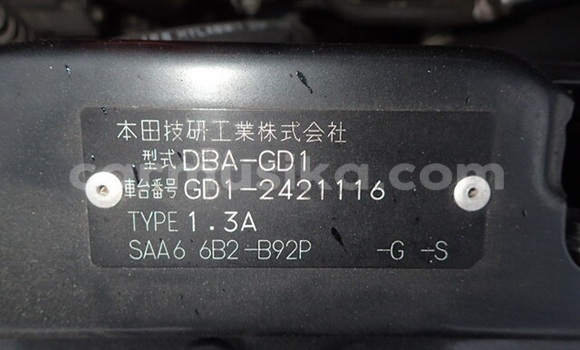 本田技研工業株式会社
型式 DBA-GD1
車台番号 GD1-2421116
TYPE 1.3A
SAA6 6B2-B92P -G -S